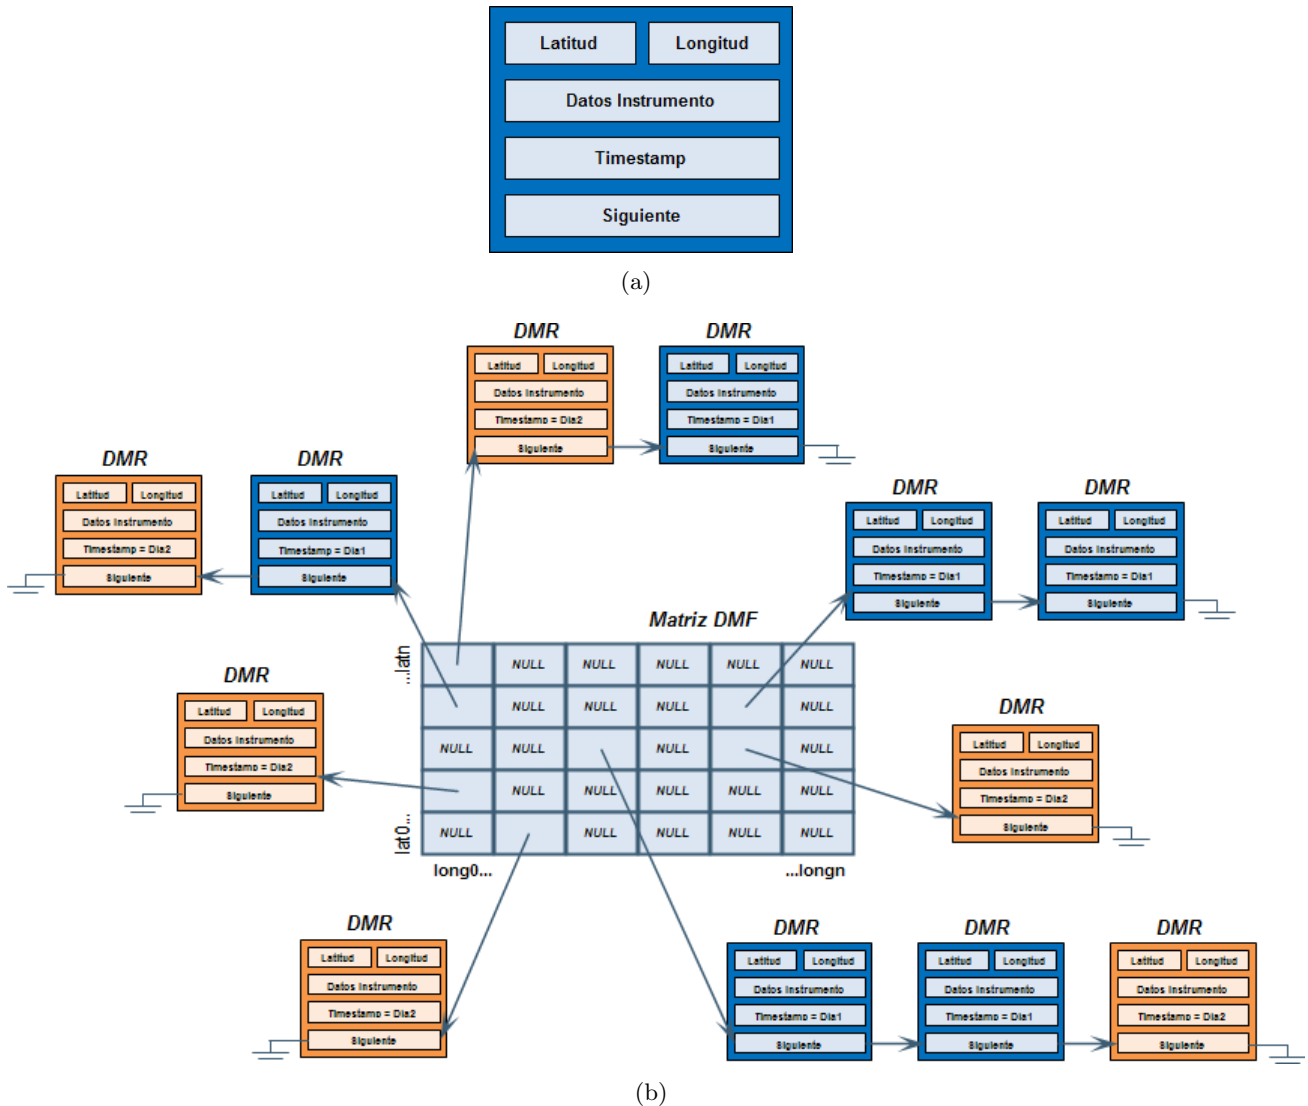 Latitud Longitud
Datos Instrumento
Timestamp
Siguiente
(a)
DMR
Latitud Longitud
Datos Instrumento
Timestamp = Dia2
Siguiente
DMR
Latitud Longitud
Datos Instrumento
Timestamp = Dia1
Siguiente
DMR
Latitud Longitud
Datos Instrumento
Timestamp = Dia2
Siguiente
DMR
Latitud Longitud
Datos Instrumento
Timestamp = Dia1
Siguiente
DMR
Latitud Longitud
Datos Instrumento
Timestamp = Dia1
Siguiente
DMR
Latitud Longitud
Datos Instrumento
Timestamp = Dia1
Siguiente
Matriz DMF
...latn
NULL NULL NULL NULL NULL
NULL NULL NULL NULL
NULL NULL NULL NULL
NULL NULL NULL NULL NULL
NULL NULL NULL NULL NULL
lat0...
long0... ...longn
DMR
Latitud Longitud
Datos Instrumento
Timestamp = Dia2
Siguiente
DMR
Latitud Longitud
Datos Instrumento
Timestamp = Dia2
Siguiente
DMR
Latitud Longitud
Datos Instrumento
Timestamp = Dia2
Siguiente
DMR
Latitud Longitud
Datos Instrumento
Timestamp = Dia1
Siguiente
DMR
Latitud Longitud
Datos Instrumento
Timestamp = Dia1
Siguiente
DMR
Latitud Longitud
Datos Instrumento
Timestamp = Dia2
Siguiente
(b)